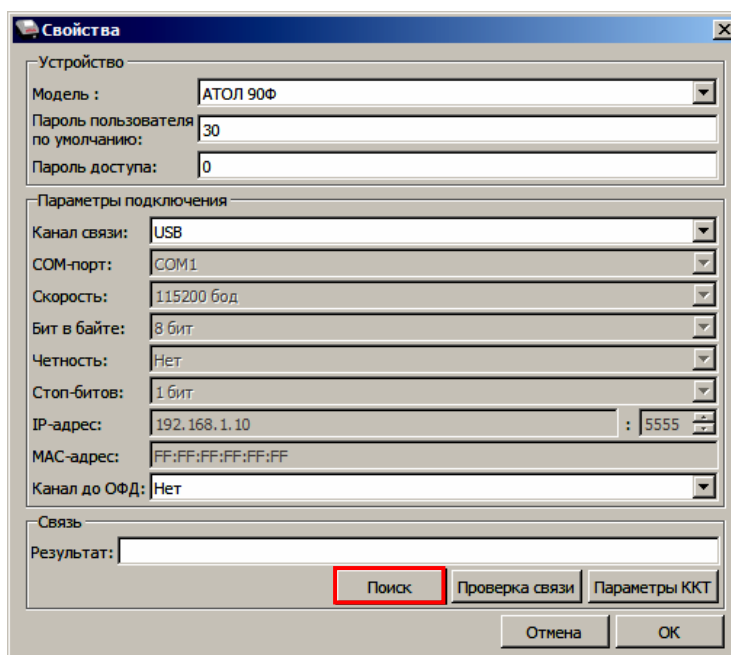 Свойства
Устройство
Модель : АТОЛ 90Ф
Пароль пользователя
по умолчанию: 30
Пароль доступа: 0
Параметры подключения
Канал связи: USB
COM-порт: COM1
Скорость: 115200 бод
Бит в байте: 8 бит
Четность: Нет
Стоп-битов: 1 бит
IP-адрес: 192.168.1.10 : 5555
MAC-адрес: FF:FF:FF:FF:FF:FF
Канал до ОФД: Нет
Связь
Результат:
Поиск Проверка связи Параметры ККТ
Отмена ОК